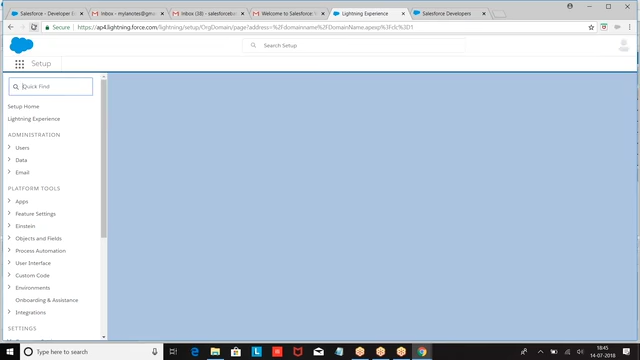 Salesforce - Developer E
Inbox - mylanotes@gma
Inbox (38) - salesforcebo
Welcome to Salesforce:
Lightning Experience
Salesforce Developers
Secure
https://ap4.lightning.force.com/lightning/setup/OrgDomain/page?address=%2Fdomainname%2FDomainName.apexp%3Fclc%3D1
Search Setup
Setup
Quick Find
Setup Home
Lightning Experience
ADMINISTRATION
Users
Data
Email
PLATFORM TOOLS
Apps
Feature Settings
Einstein
Objects and Fields
Process Automation
User Interface
Custom Code
Environments
Onboarding & Assistance
Integrations
SETTINGS
Type here to search
18:45
14-07-2018